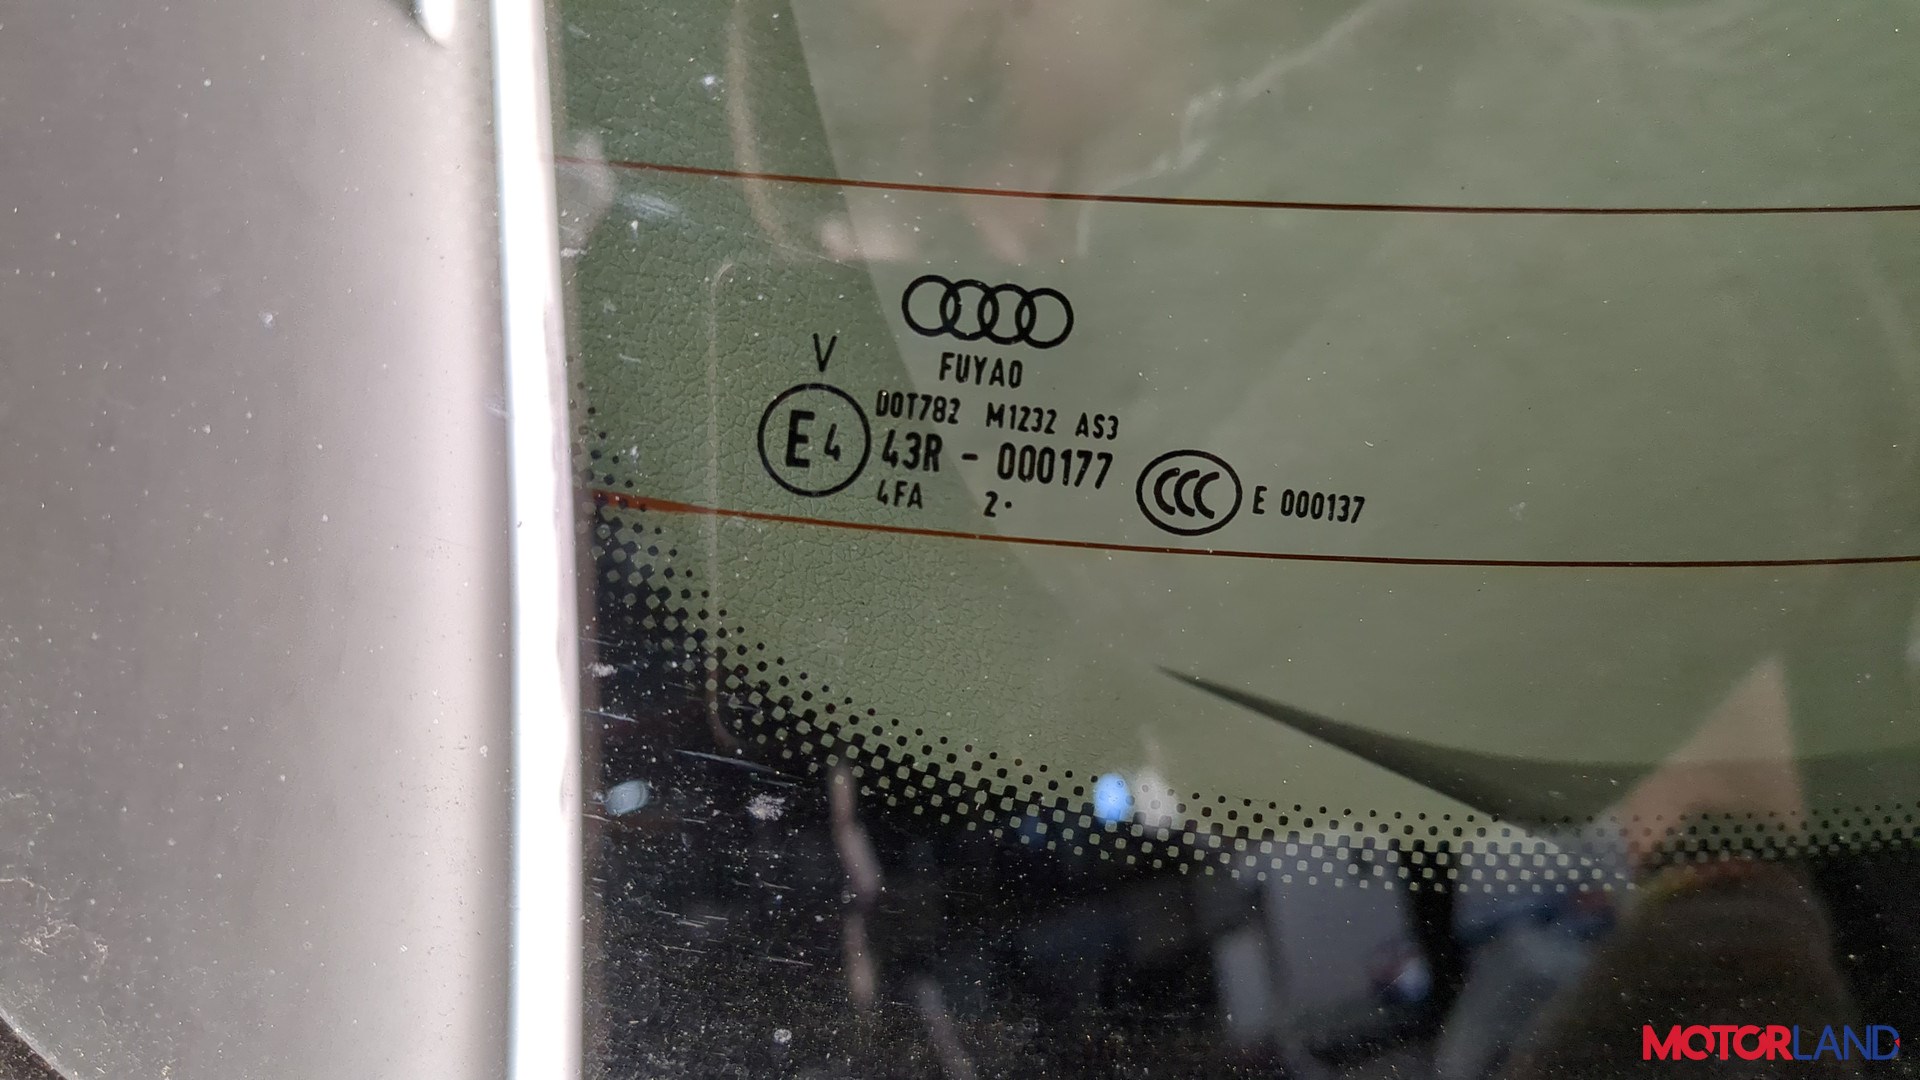 V
FUYAO
DOT782 M1232 AS3
E4 43R - 000177
4FA 2·
CCC E 000137
MOTORLAND